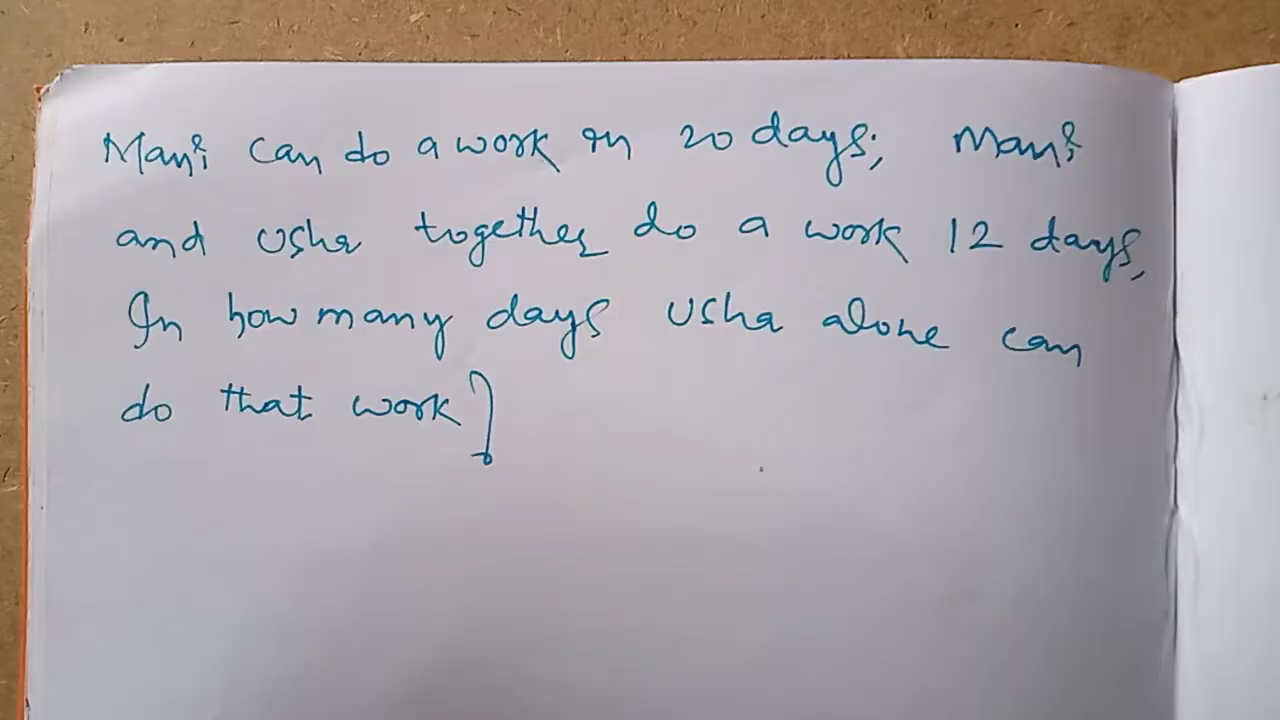 Mani can do a work in 20 days, Mani
and Usha together do a work 12 days,
In how many days Usha alone can
do that work?